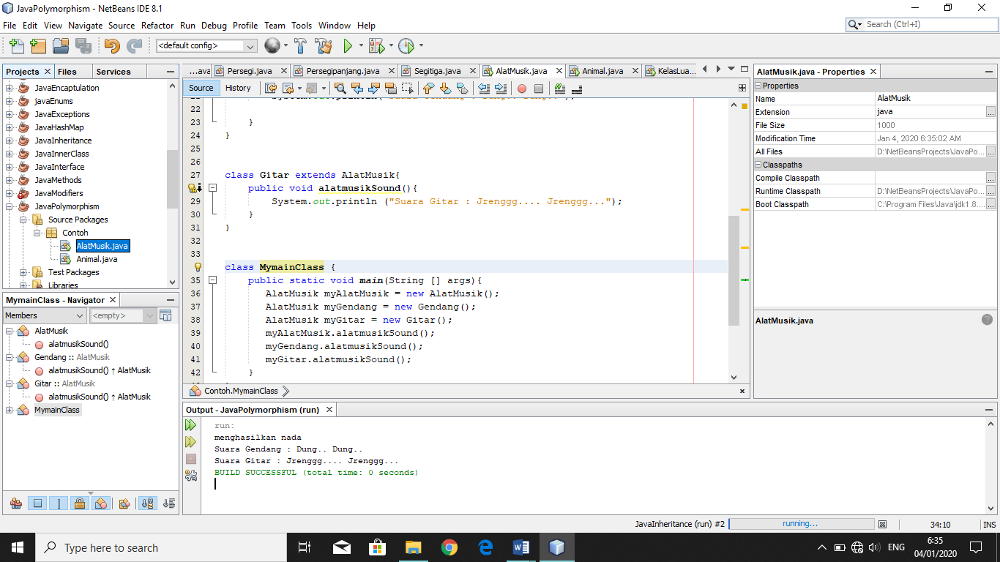 JavaPolymorphism - NetBeans IDE 8.1
File Edit View Navigate Source Refactor Run Debug Profile Team Tools Window Help
Search (Ctrl+I)
<default config>
Projects Files Services
JavaEncaptulation
javaEnums
JavaExceptions
JavaHashMap
JavaInheritance
JavaInnerClass
JavaInterface
JavaMethods
JavaModifiers
JavaPolymorphism
Source Packages
Contoh
AlatMusik.java
Animal.java
Test Packages
Libraries
MymainClass - Navigator
Members <empty>
AlatMusik
alatmusikSound()
Gendang :: AlatMusik
alatmusikSound() ↑ AlatMusik
Gitar :: AlatMusik
alatmusikSound() ↑ AlatMusik
MymainClass
...ava Persegi.java Persegipanjang.java Segitiga.java AlatMusik.java Animal.java KelasLua...
Source History
22
23 }
24 }
25
26
27 class Gitar extends AlatMusik{
public void alatmusikSound(){
29 System.out.println ("Suara Gitar : Jrenggg.... Jrenggg...");
30 }
31 }
32
33
class MymainClass {
35 public static void main(String [] args){
36 AlatMusik myAlatMusik = new AlatMusik();
37 AlatMusik myGendang = new Gendang();
38 AlatMusik myGitar = new Gitar();
39 myAlatMusik.alatmusikSound();
40 myGendang.alatmusikSound();
41 myGitar.alatmusikSound();
42 }
Contoh.MymainClass
Output - JavaPolymorphism (run)
run:
menghasilkan nada
Suara Gendang : Dung.. Dung..
Suara Gitar : Jrenggg.... Jrenggg...
BUILD SUCCESSFUL (total time: 0 seconds)
AlatMusik.java - Properties
Properties
Name AlatMusik
Extension java
File Size 1000
Modification Time Jan 4, 2020 6:35:02 AM
All Files D:\NetBeansProjects\JavaPo...
Classpaths
Compile Classpath
Runtime Classpath D:\NetBeansProjects\JavaPo...
Boot Classpath C:\Program Files\Java\jdk1.8....
AlatMusik.java
JavaInheritance (run) #2 running... 34:10 INS
Type here to search
ENG
6:35
04/01/2020